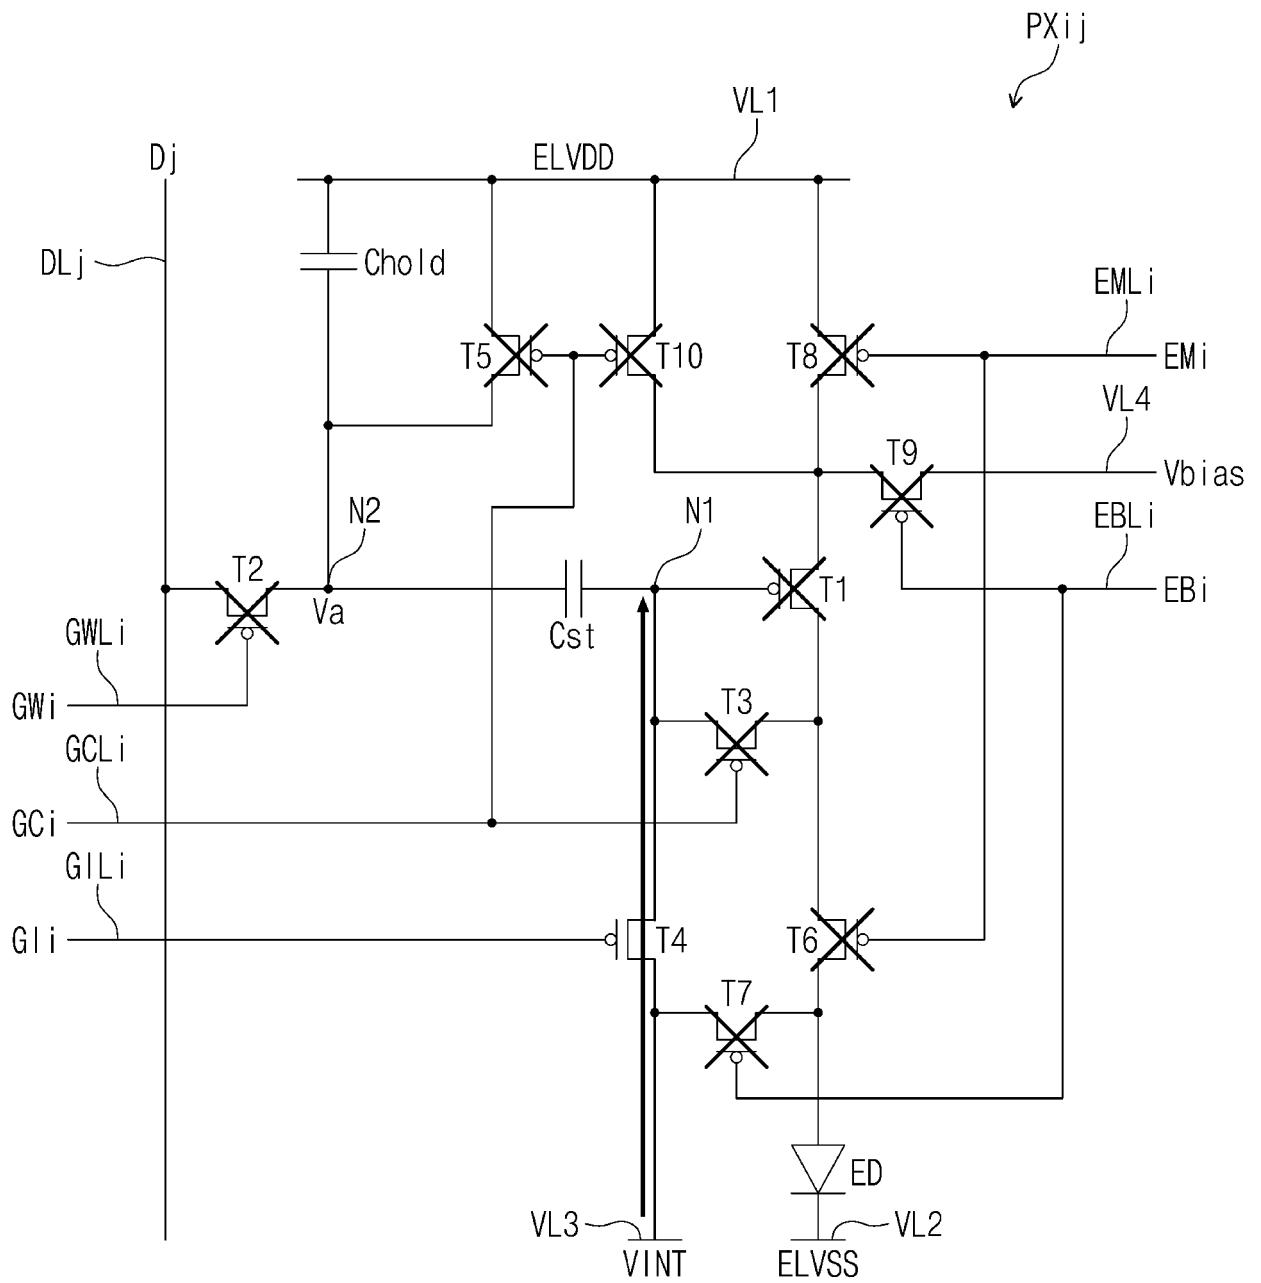 PXij
VL1
Dj
ELVDD
DLj
Chold
EMLi
T5
T10
T8
EMi
VL4
T9
Vbias
N2
N1
EBLi
T2
T1
EBi
Va
Cst
GWLi
GWi
T3
GCLi
GCi
GILi
GIi
T4
T6
T7
ED
VL3
VL2
VINT
ELVSS